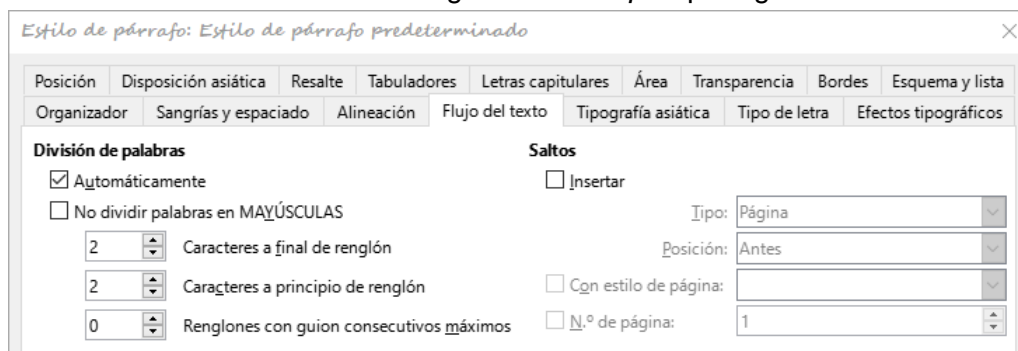 Estilo de párrafo: Estilo de párrafo predeterminado
Posición Disposición asiática Resalte Tabuladores Letras capitulares Área Transparencia Bordes Esquema y lista
Organizador Sangrías y espaciado Alineación Flujo del texto Tipografía asiática Tipo de letra Efectos tipográficos
División de palabras Saltos
Automáticamente Insertar
No dividir palabras en MAYÚSCULAS Tipo: Página
2 Caracteres a final de renglón Posición: Antes
2 Caracteres a principio de renglón Con estilo de página:
0 Renglones con guion consecutivos máximos N.º de página: 1